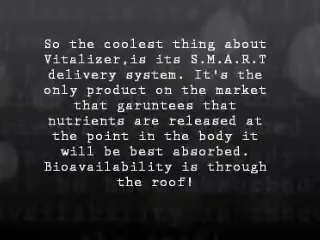 So the coolest thing about
Vitalizer,is its S.M.A.R.T
delivery system. It's the
only product on the market
that garuntees that
nutrients are released at
the point in the body it
will be best absorbed.
Bioavailability is through
the roof!